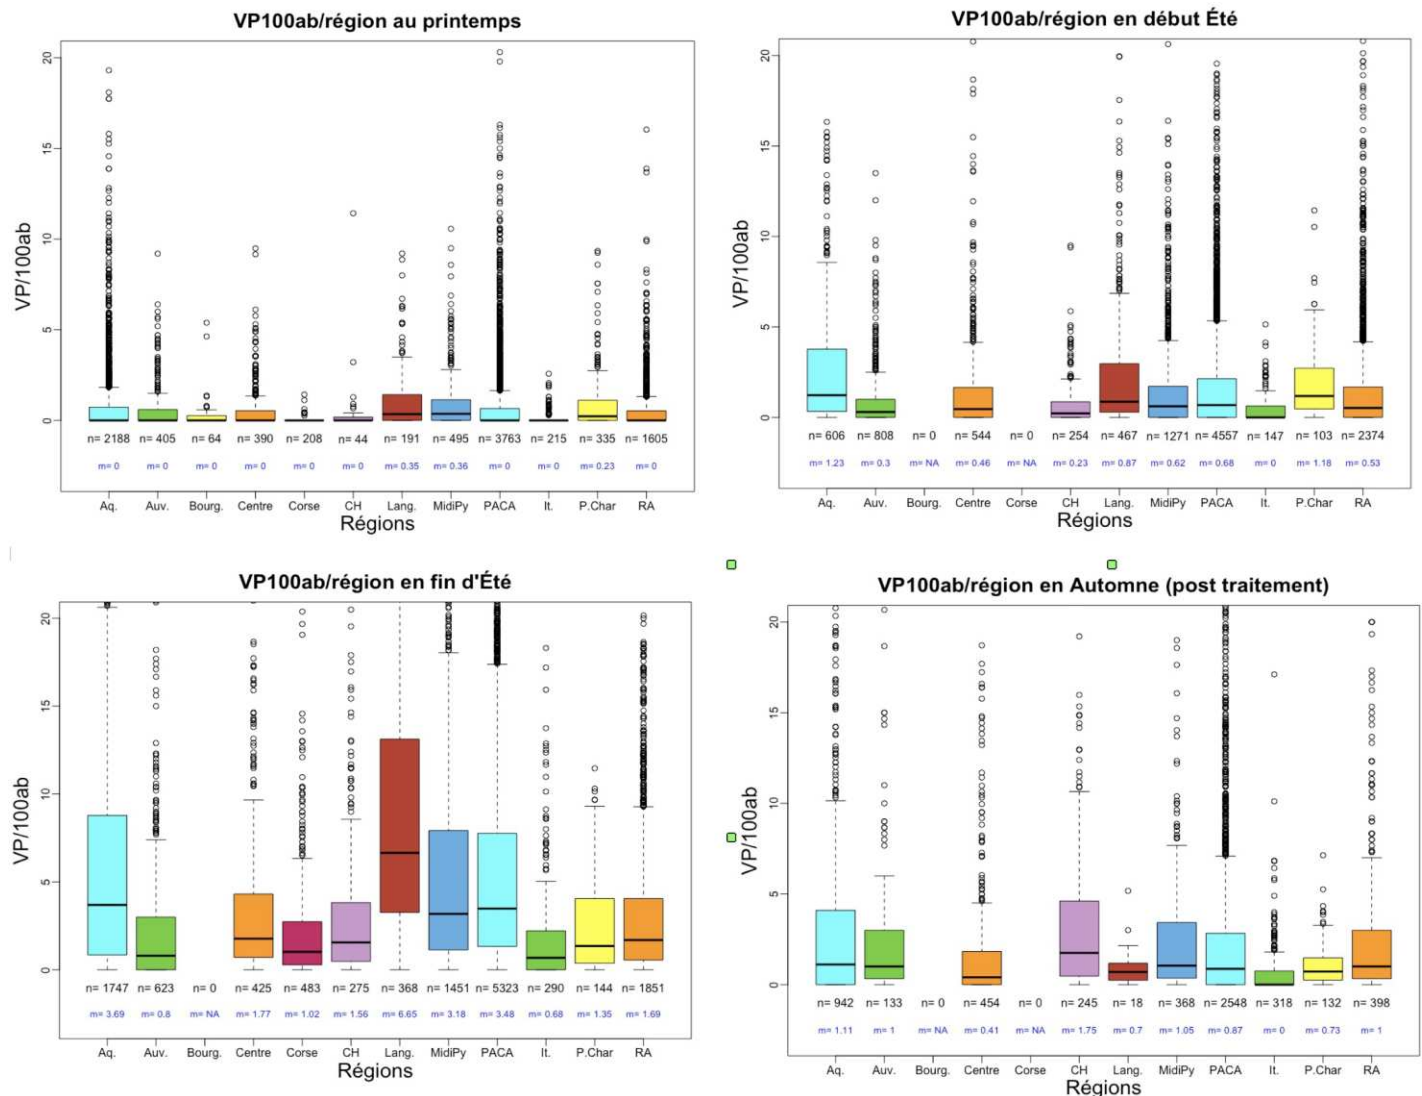 VP100ab/région au printemps
VP/100ab
20
15
10
5
0
n= 2188 n= 405 n= 64 n= 390 n= 208 n= 44 n= 191 n= 495 n= 3763 n= 215 n= 335 n= 1605
m= 0 m= 0 m= 0 m= 0 m= 0 m= 0 m= 0.35 m= 0.36 m= 0 m= 0 m= 0.23 m= 0
Aq. Auv. Bourg. Centre Corse CH Lang. MidiPy PACA It. P.Char RA
Régions
VP100ab/région en début Été
VP/100ab
20
15
10
5
0
n= 606 n= 808 n= 0 n= 544 n= 0 n= 254 n= 467 n= 1271 n= 4557 n= 147 n= 103 n= 2374
m= 1.23 m= 0.3 m= NA m= 0.46 m= NA m= 0.23 m= 0.87 m= 0.62 m= 0.68 m= 0 m= 1.18 m= 0.53
Aq. Auv. Bourg. Centre Corse CH Lang. MidiPy PACA It. P.Char RA
Régions
VP100ab/région en fin d'Été
VP/100ab
20
15
10
5
0
n= 1747 n= 623 n= 0 n= 425 n= 483 n= 275 n= 368 n= 1451 n= 5323 n= 290 n= 144 n= 1851
m= 3.69 m= 0.8 m= NA m= 1.77 m= 1.02 m= 1.56 m= 6.65 m= 3.18 m= 3.48 m= 0.68 m= 1.35 m= 1.69
Aq. Auv. Bourg. Centre Corse CH Lang. MidiPy PACA It. P.Char RA
Régions
VP100ab/région en Automne (post traitement)
VP/100ab
20
15
10
5
0
n= 942 n= 133 n= 0 n= 454 n= 0 n= 245 n= 18 n= 368 n= 2548 n= 318 n= 132 n= 398
m= 1.11 m= 1 m= NA m= 0.41 m= NA m= 1.75 m= 0.7 m= 1.05 m= 0.87 m= 0 m= 0.73 m= 1
Aq. Auv. Bourg. Centre Corse CH Lang. MidiPy PACA It. P.Char RA
Régions